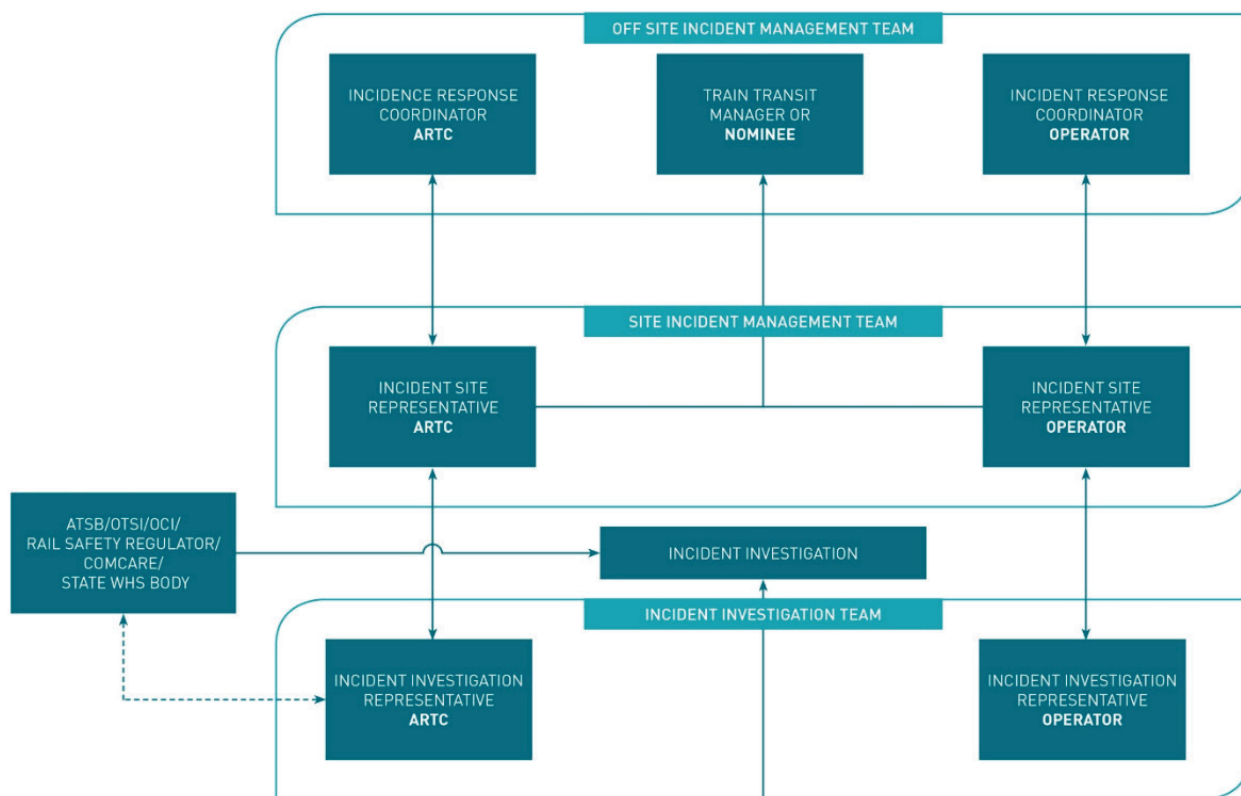 OFF SITE INCIDENT MANAGEMENT TEAM
INCIDENCE RESPONSE
COORDINATOR
ARTC
TRAIN TRANSIT
MANAGER OR
NOMINEE
INCIDENT RESPONSE
COORDINATOR
OPERATOR
SITE INCIDENT MANAGEMENT TEAM
INCIDENT SITE
REPRESENTATIVE
ARTC
INCIDENT SITE
REPRESENTATIVE
OPERATOR
ATSB/OTSI/OCI/
RAIL SAFETY REGULATOR/
COMCARE/
STATE WHS BODY
INCIDENT INVESTIGATION
INCIDENT INVESTIGATION TEAM
INCIDENT INVESTIGATION
REPRESENTATIVE
ARTC
INCIDENT INVESTIGATION
REPRESENTATIVE
OPERATOR